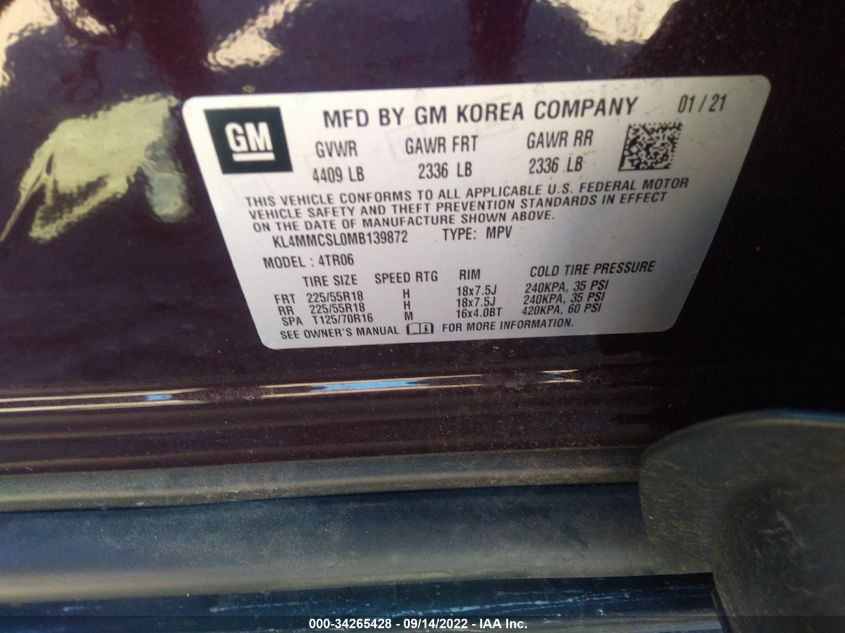 GM
MFD BY GM KOREA COMPANY 01/21
GVWR GAWR FRT GAWR RR
4409 LB 2336 LB 2336 LB
THIS VEHICLE CONFORMS TO ALL APPLICABLE U.S. FEDERAL MOTOR
VEHICLE SAFETY AND THEFT PREVENTION STANDARDS IN EFFECT
ON THE DATE OF MANUFACTURE SHOWN ABOVE.
KL4MMCSL0MB139872 TYPE: MPV
MODEL: 4TR06
TIRE SIZE SPEED RTG RIM COLD TIRE PRESSURE
FRT 225/55R18 H 18x7.5J 240KPA, 35 PSI
RR 225/55R18 H 18x7.5J 240KPA, 35 PSI
SPA T125/70R16 M 16x4.0BT 420KPA, 60 PSI
SEE OWNER'S MANUAL FOR MORE INFORMATION.
000-34265428 - 09/14/2022 - IAA Inc.